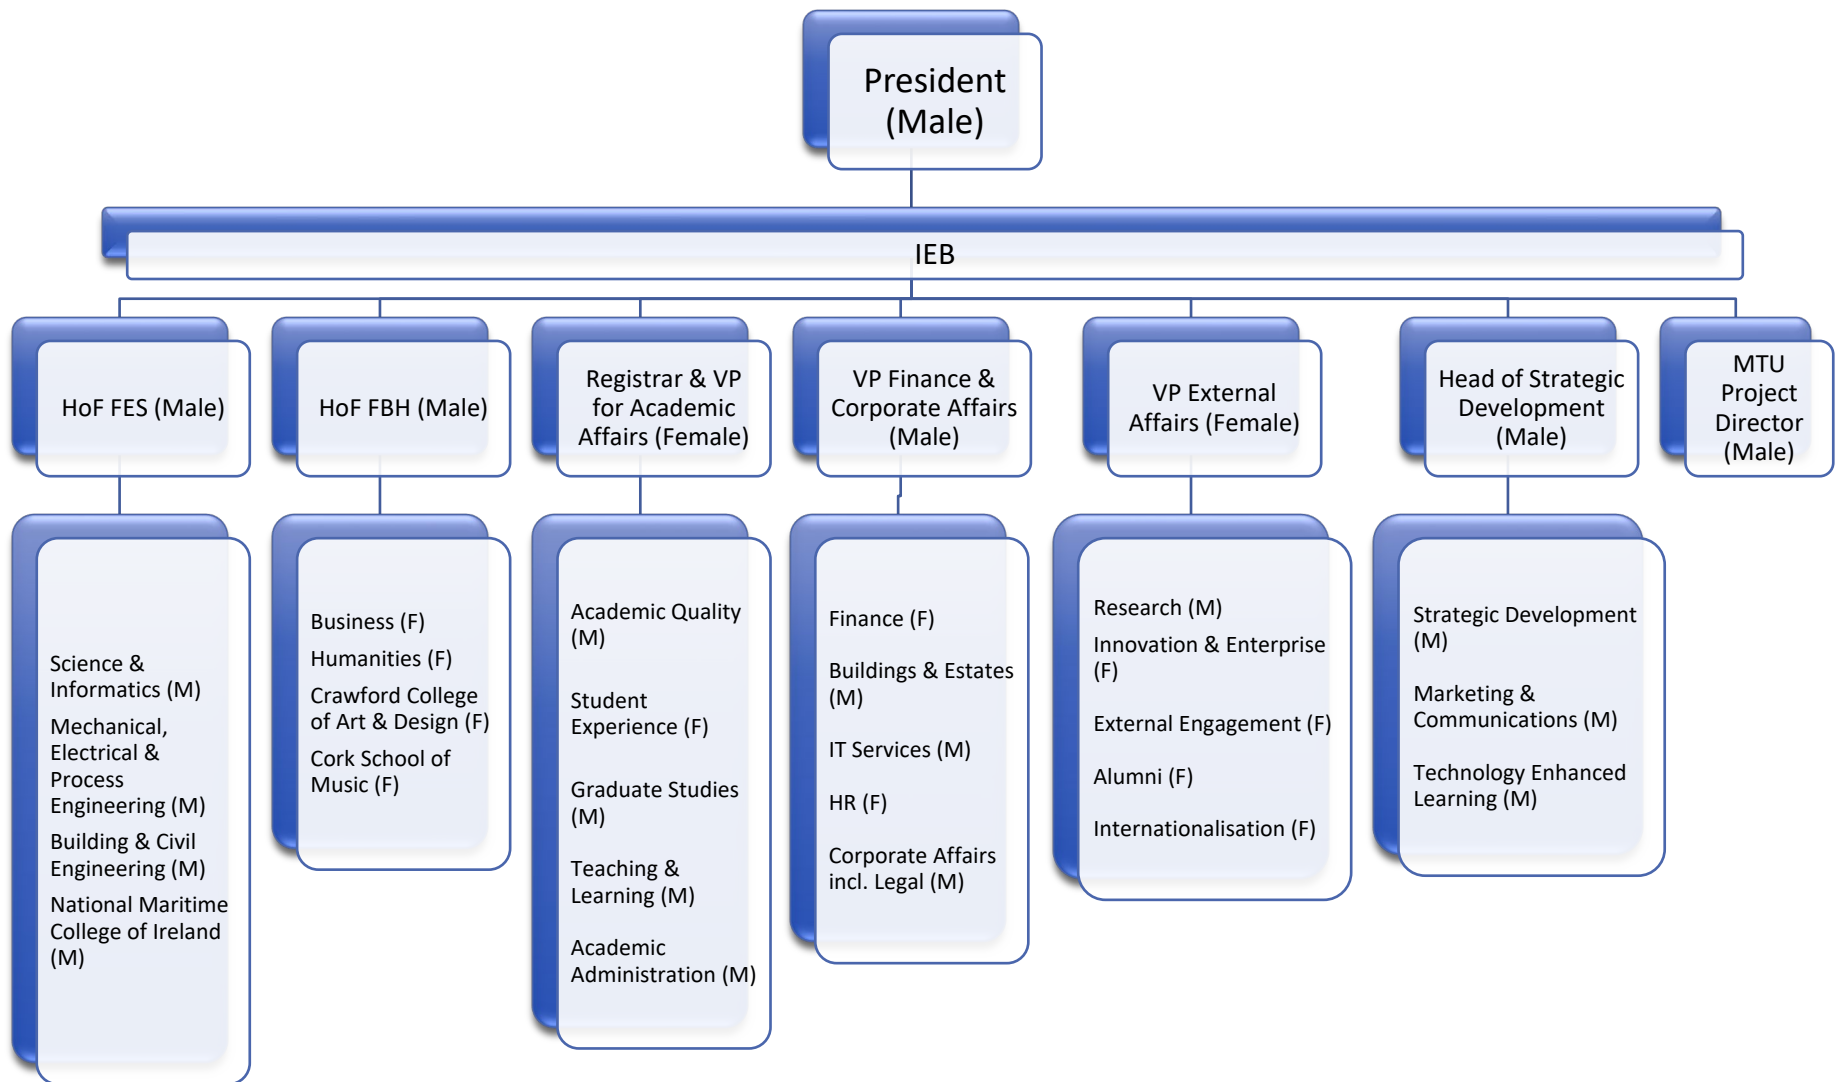 President
(Male)
IEB
HoF FES (Male)
HoF FBH (Male)
Registrar & VP
for Academic
Affairs (Female)
VP Finance &
Corporate Affairs
(Male)
VP External
Affairs (Female)
Head of Strategic
Development
(Male)
MTU
Project
Director
(Male)
Science &
Informatics (M)
Mechanical,
Electrical &
Process
Engineering (M)
Building & Civil
Engineering (M)
National Maritime
College of Ireland
(M)
Business (F)
Humanities (F)
Crawford College
of Art & Design (F)
Cork School of
Music (F)
Academic Quality
(M)
Student
Experience (F)
Graduate Studies
(M)
Teaching &
Learning (M)
Academic
Administration (M)
Finance (F)
Buildings & Estates
(M)
IT Services (M)
HR (F)
Corporate Affairs
incl. Legal (M)
Research (M)
Innovation & Enterprise
(F)
External Engagement (F)
Alumni (F)
Internationalisation (F)
Strategic Development
(M)
Marketing &
Communications (M)
Technology Enhanced
Learning (M)